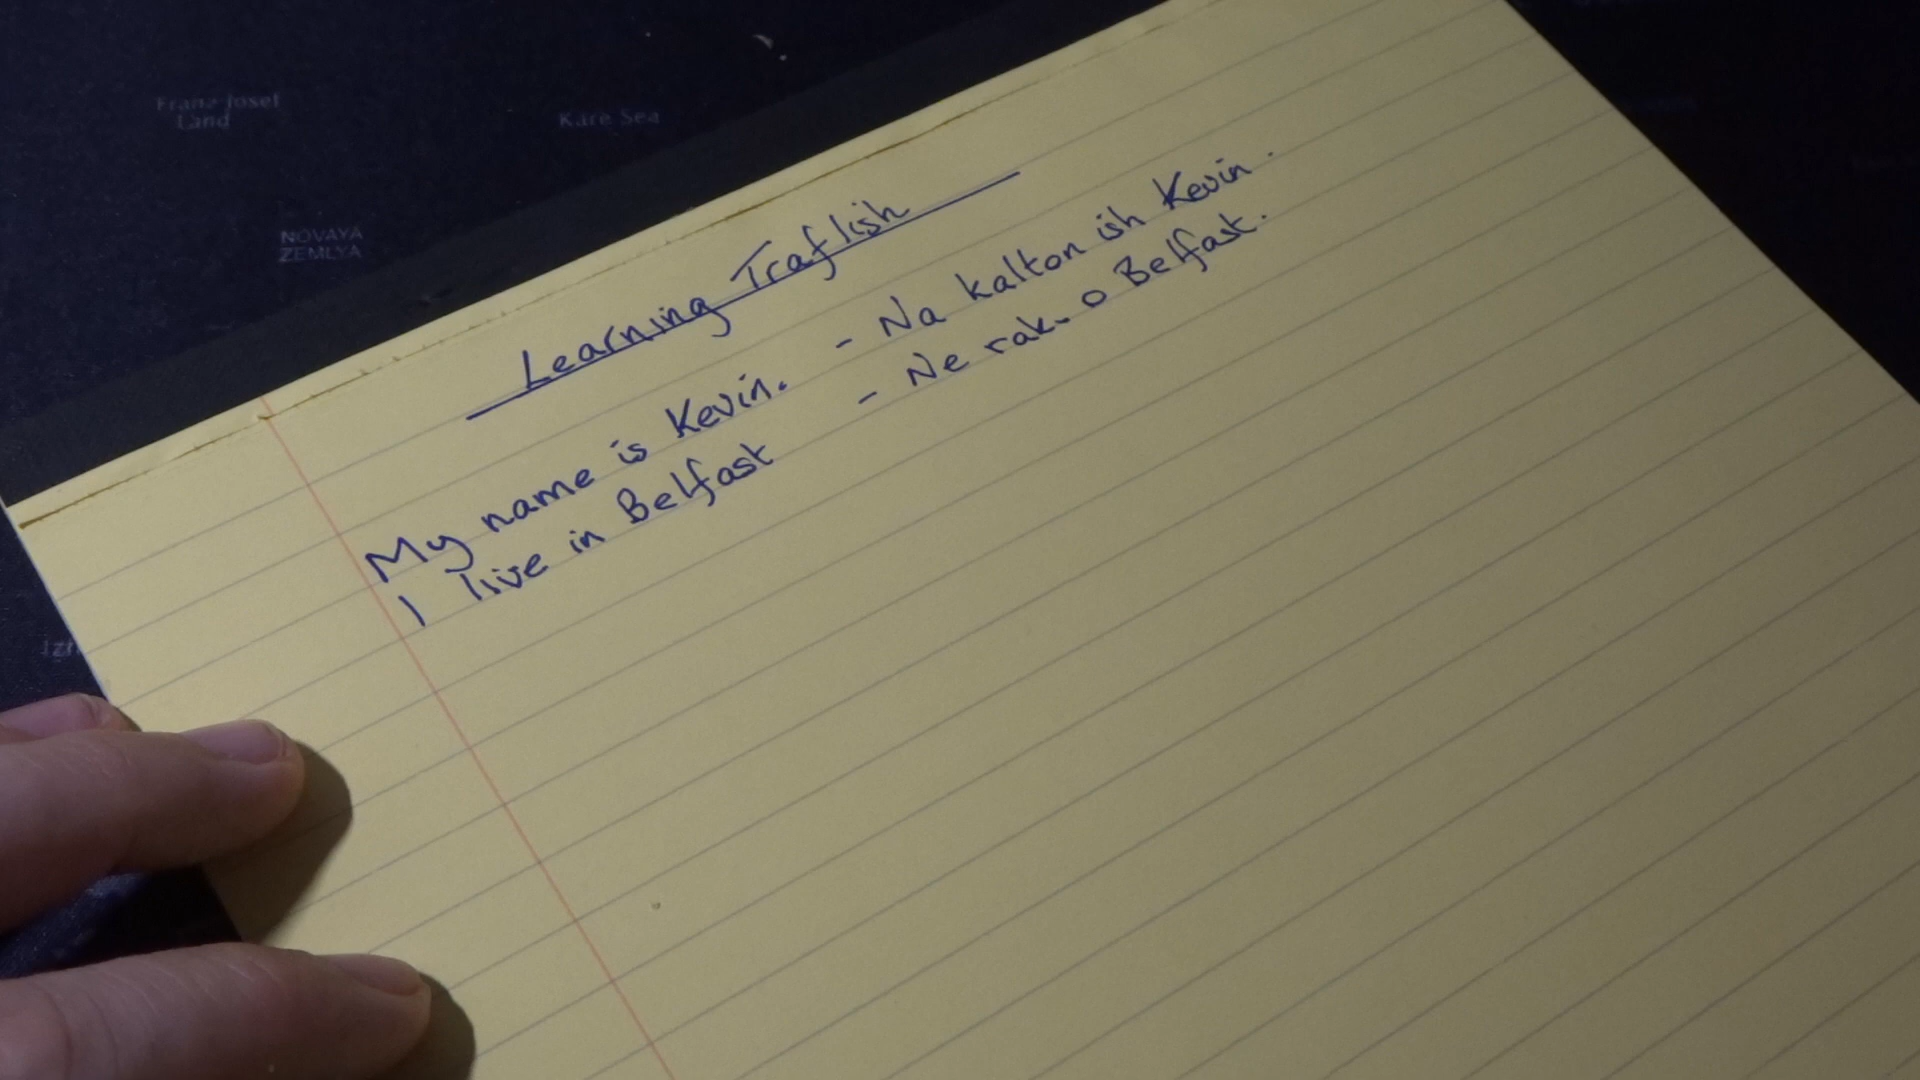 Franz Josef
Land
Kara Sea
NOVAYA
ZEMLYA
Learning Traflish
My name is Kevin. - Na kalton ish Kevin.
I live in Belfast - Ne rak o Belfast.